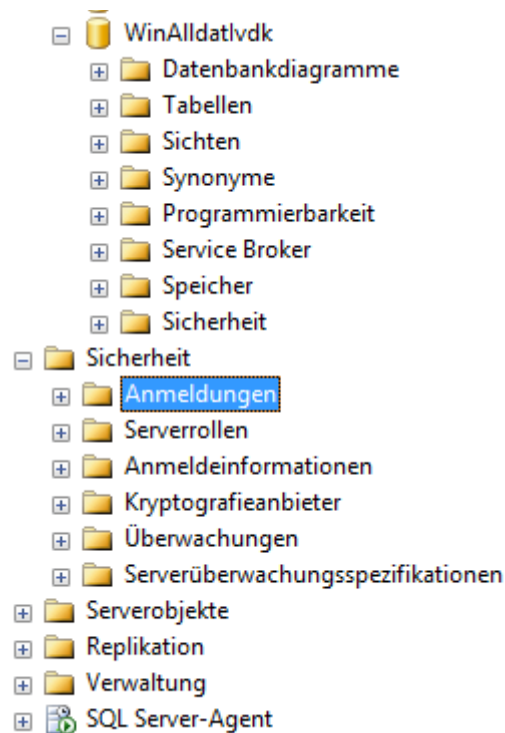 WinAlldatIvdk
Datenbankdiagramme
Tabellen
Sichten
Synonyme
Programmierbarkeit
Service Broker
Speicher
Sicherheit
Sicherheit
Anmeldungen
Serverrollen
Anmeldeinformationen
Kryptografieanbieter
Überwachungen
Serverüberwachungsspezifikationen
Serverobjekte
Replikation
Verwaltung
SQL Server-Agent